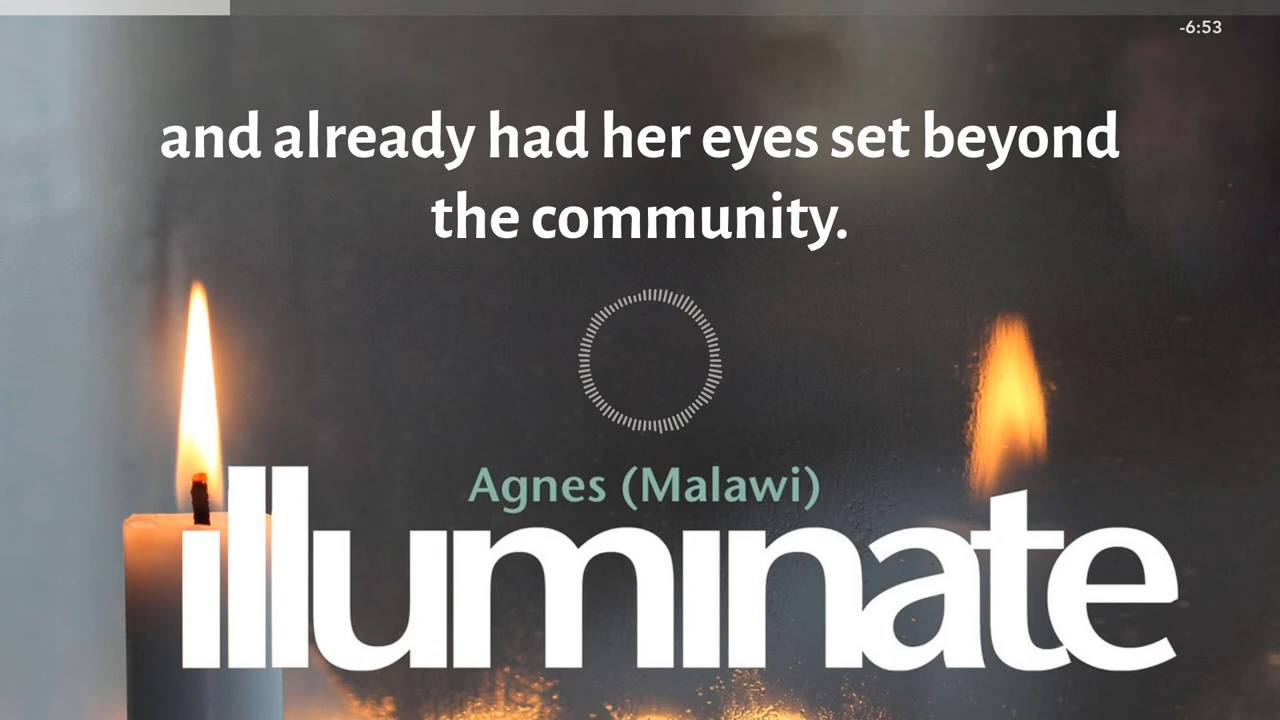 -6:53
and already had her eyes set beyond
the community.
Agnes (Malawi)
illuminate